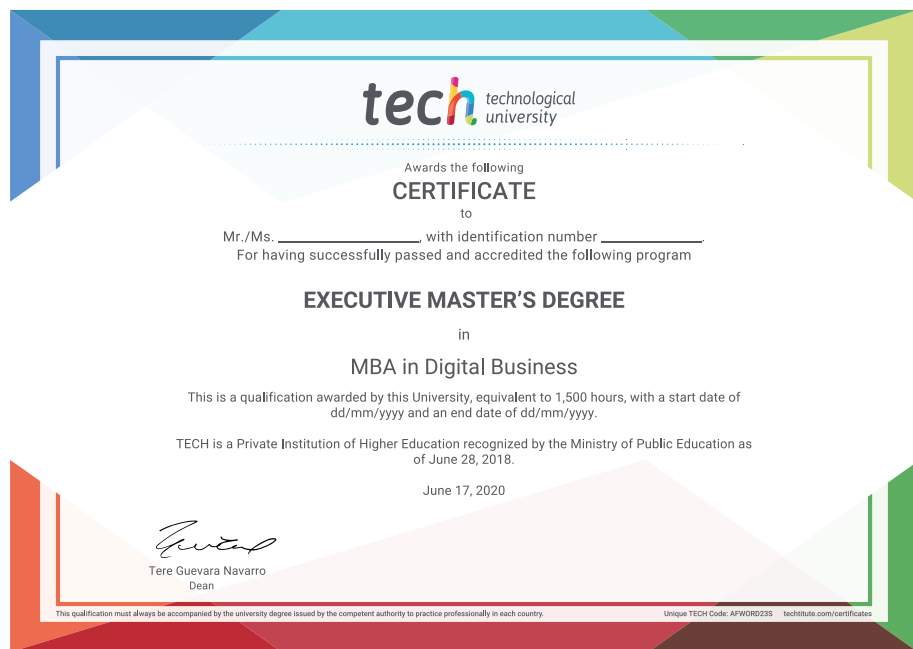 tech technological
university
Awards the following
CERTIFICATE
to
Mr./Ms. ____________________, with identification number ______________.
For having successfully passed and accredited the following program
EXECUTIVE MASTER'S DEGREE
in
MBA in Digital Business
This is a qualification awarded by this University, equivalent to 1,500 hours, with a start date of
dd/mm/yyyy and an end date of dd/mm/yyyy.
TECH is a Private Institution of Higher Education recognized by the Ministry of Public Education as
of June 28, 2018.
June 17, 2020
Tere Guevara Navarro
Dean
This qualification must always be accompanied by the university degree issued by the competent authority to practice professionally in each country. Unique TECH Code: AFWORD23S techtitute.com/certificates